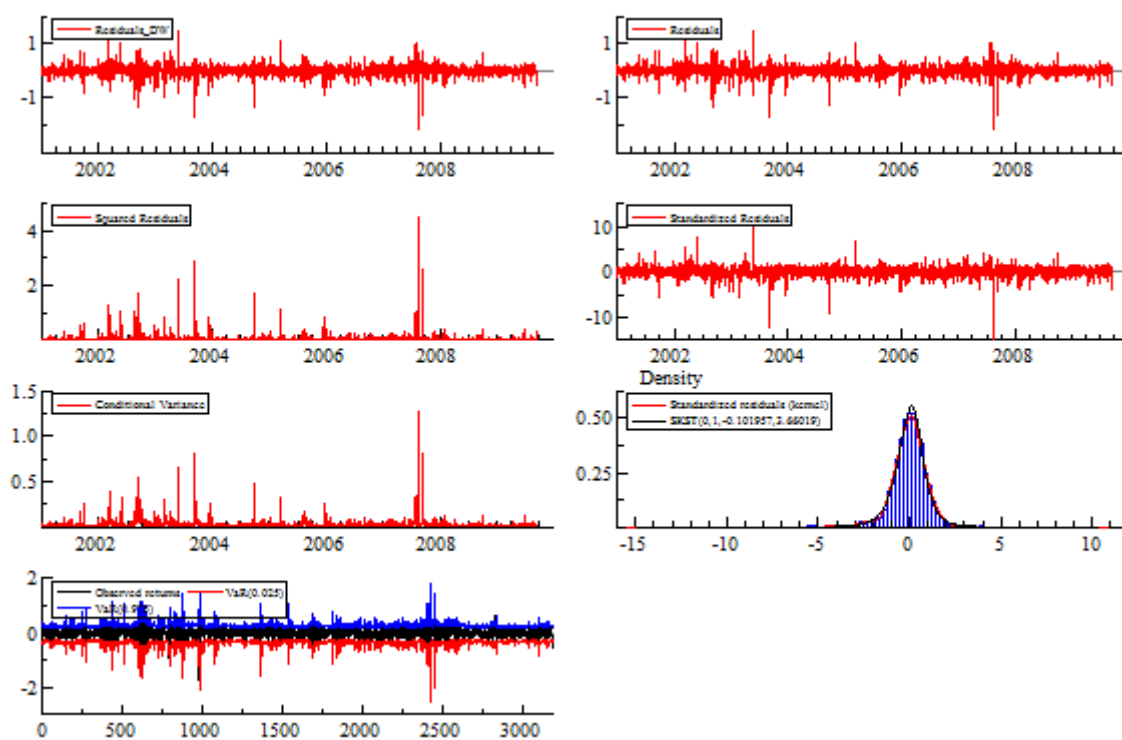 Residuals_DW
1
-1
2002 2004 2006 2008
Residuals
1
-1
2002 2004 2006 2008
Squared Residuals
4
2
2002 2004 2006 2008
Standardized Residuals
10
0
-10
2002 2004 2006 2008
Conditional Variance
1.5
1.0
0.5
2002 2004 2006 2008
Density
Standardized residuals (kernel)
SKST(0,1,-0.101957,3.66019)
0.50
0.25
-15 -10 -5 0 5 10
Observed returns VaR(0.025)
2
0
-2
0 500 1000 1500 2000 2500 3000